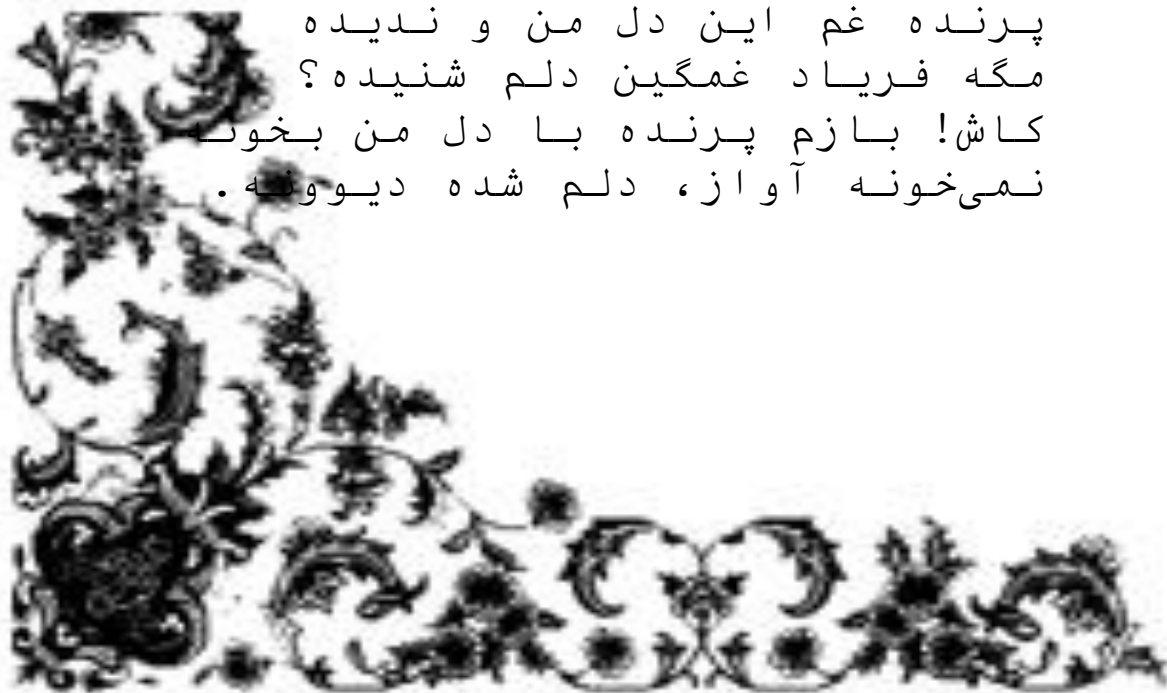 پرنده غم این دل من و ندیده
مگه فریاد غمگین دلم شنیده؟
کاش! بازم پرنده با دل من بخونه
نمی‌خونه آواز، دلم شده دیوونه.